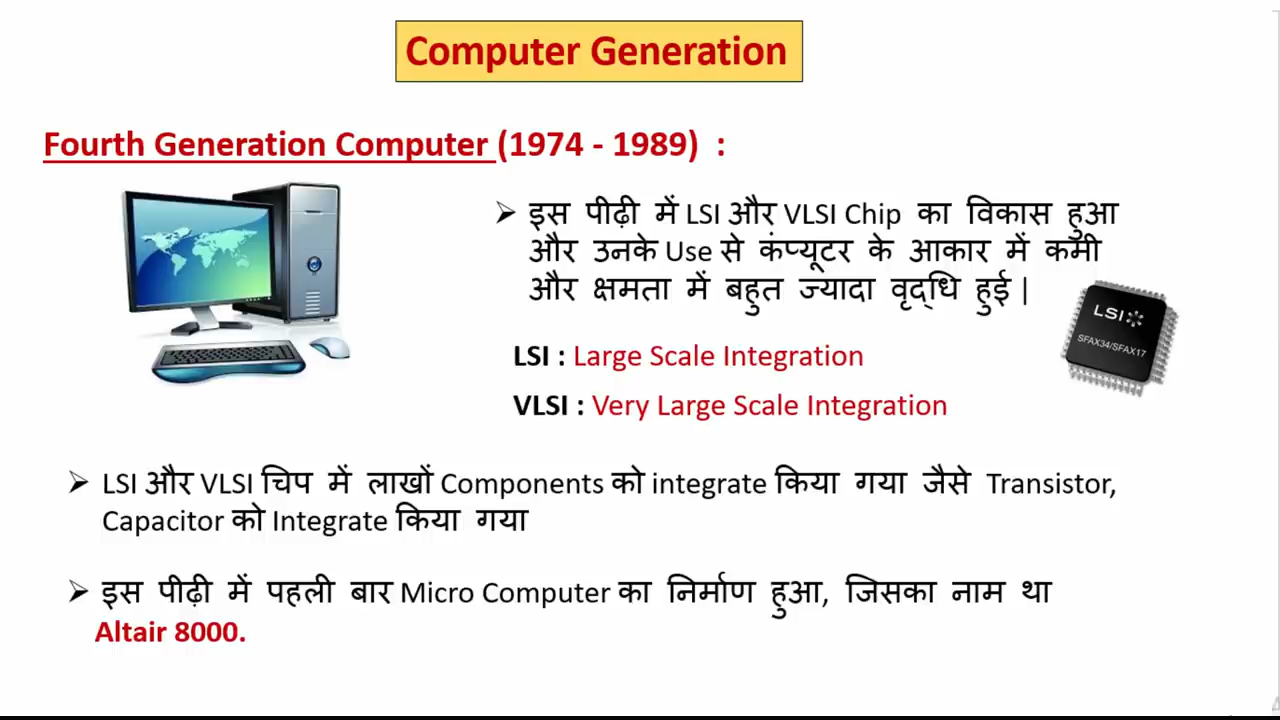 Computer Generation
Fourth Generation Computer (1974 - 1989) :
➢ इस पीढ़ी में LSI और VLSI Chip का विकास हुआ
और उनके Use से कंप्यूटर के आकार में कमी
और क्षमता में बहुत ज्यादा वृद्धि हुई |
LSI : Large Scale Integration
VLSI : Very Large Scale Integration
LSI
SFAX34/SFAX17
➢ LSI और VLSI चिप में लाखों Components को integrate किया गया जैसे Transistor,
Capacitor को Integrate किया गया
➢ इस पीढ़ी में पहली बार Micro Computer का निर्माण हुआ, जिसका नाम था
Altair 8000.